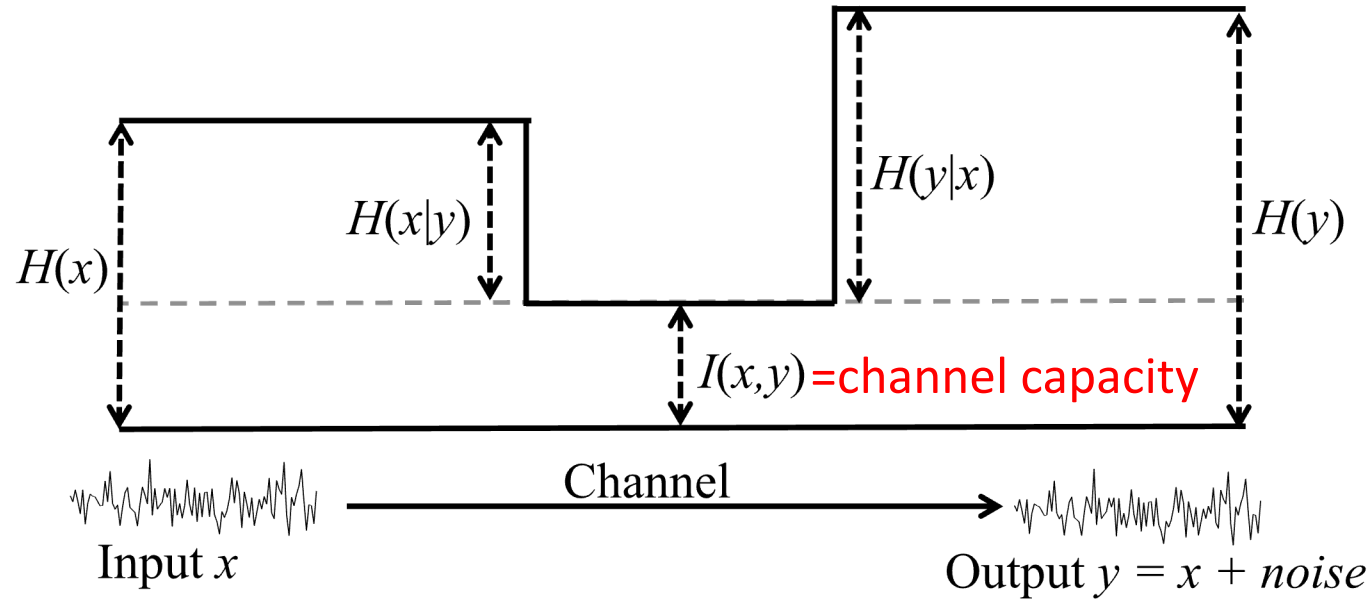 H(y|x)
H(x|y)
H(y)
H(x)
I(x,y)=channel capacity
Channel
Input x
Output y = x + noise